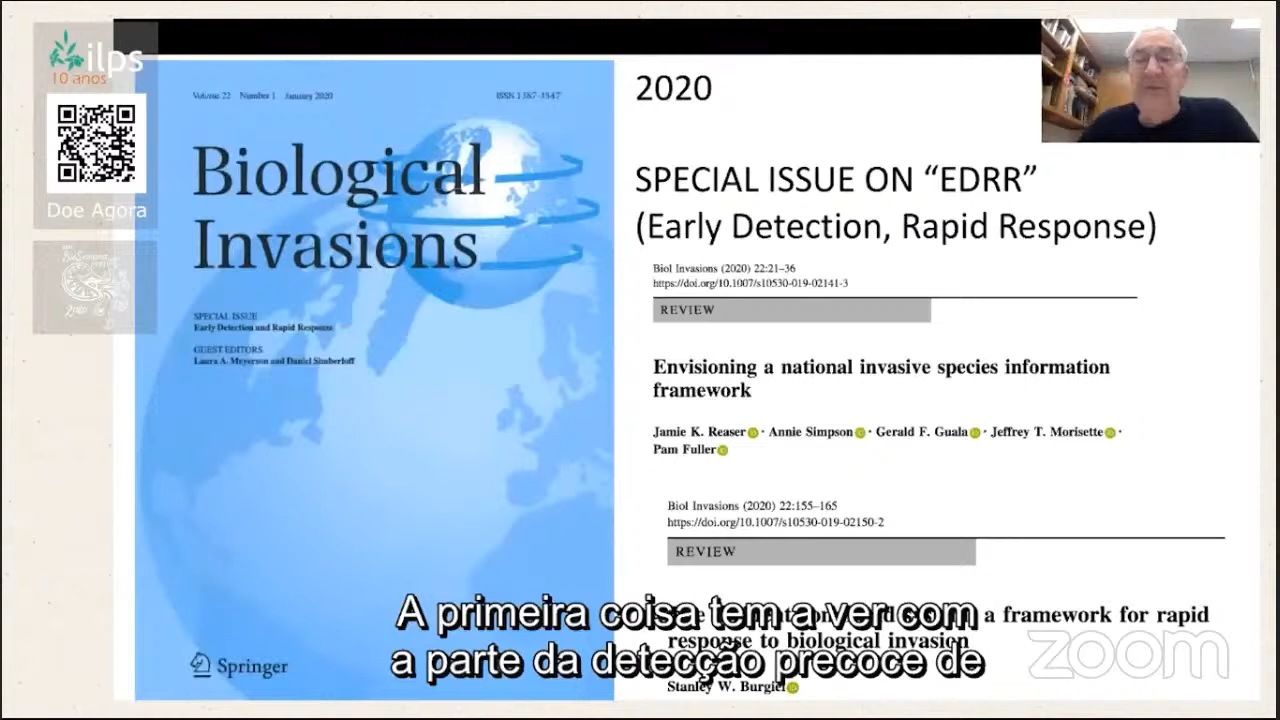 ilps
10 anos
Doe Agora
Volume 22 Number 1 January 2020
ISSN 1387-3547
Biological
Invasions
SPECIAL ISSUE
Early Detection and Rapid Response
GUEST EDITORS
Laura A. Meyerson and Daniel Simberloff
Springer
2020
SPECIAL ISSUE ON “EDRR”
(Early Detection, Rapid Response)
Biol Invasions (2020) 22:21–36
https://doi.org/10.1007/s10530-019-02141-3
REVIEW
Envisioning a national invasive species information
framework
Jamie K. Reaser · Annie Simpson · Gerald F. Guala · Jeffrey T. Morisette ·
Pam Fuller
Biol Invasions (2020) 22:155–165
https://doi.org/10.1007/s10530-019-02150-2
REVIEW
a framework for rapid
response to biological invasion
Stanley W. Burgiel
A primeira coisa tem a ver com
a parte da detecção precoce de
zoom